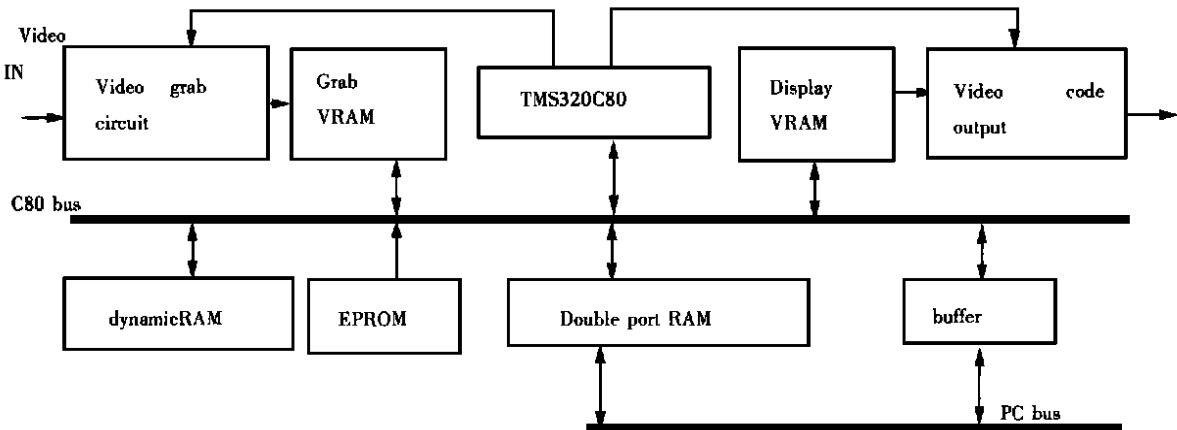 Video
IN
Video grab
circuit
Grab
VRAM
TMS320C80
Display
VRAM
Video code
output
C80 bus
dynamicRAM
EPROM
Double port RAM
buffer
PC bus